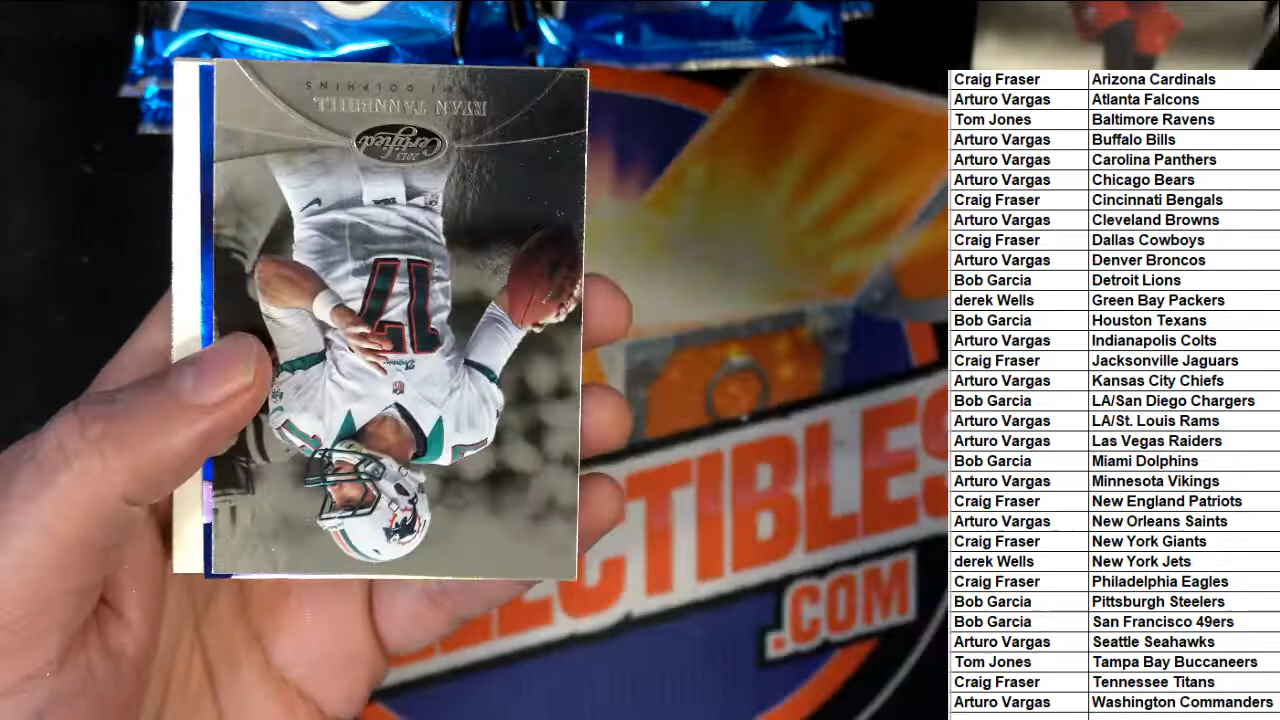 RYAN TANNEHILL
DOLPHINS
2013
Certified
17
Dolphins
ECTIBLES
.COM
Craig Fraser Arizona Cardinals
Arturo Vargas Atlanta Falcons
Tom Jones Baltimore Ravens
Arturo Vargas Buffalo Bills
Arturo Vargas Carolina Panthers
Arturo Vargas Chicago Bears
Craig Fraser Cincinnati Bengals
Arturo Vargas Cleveland Browns
Craig Fraser Dallas Cowboys
Arturo Vargas Denver Broncos
Bob Garcia Detroit Lions
derek Wells Green Bay Packers
Bob Garcia Houston Texans
Arturo Vargas Indianapolis Colts
Craig Fraser Jacksonville Jaguars
Arturo Vargas Kansas City Chiefs
Bob Garcia LA/San Diego Chargers
Arturo Vargas LA/St. Louis Rams
Arturo Vargas Las Vegas Raiders
Bob Garcia Miami Dolphins
Arturo Vargas Minnesota Vikings
Craig Fraser New England Patriots
Arturo Vargas New Orleans Saints
Craig Fraser New York Giants
derek Wells New York Jets
Craig Fraser Philadelphia Eagles
Bob Garcia Pittsburgh Steelers
Bob Garcia San Francisco 49ers
Arturo Vargas Seattle Seahawks
Tom Jones Tampa Bay Buccaneers
Craig Fraser Tennessee Titans
Arturo Vargas Washington Commanders